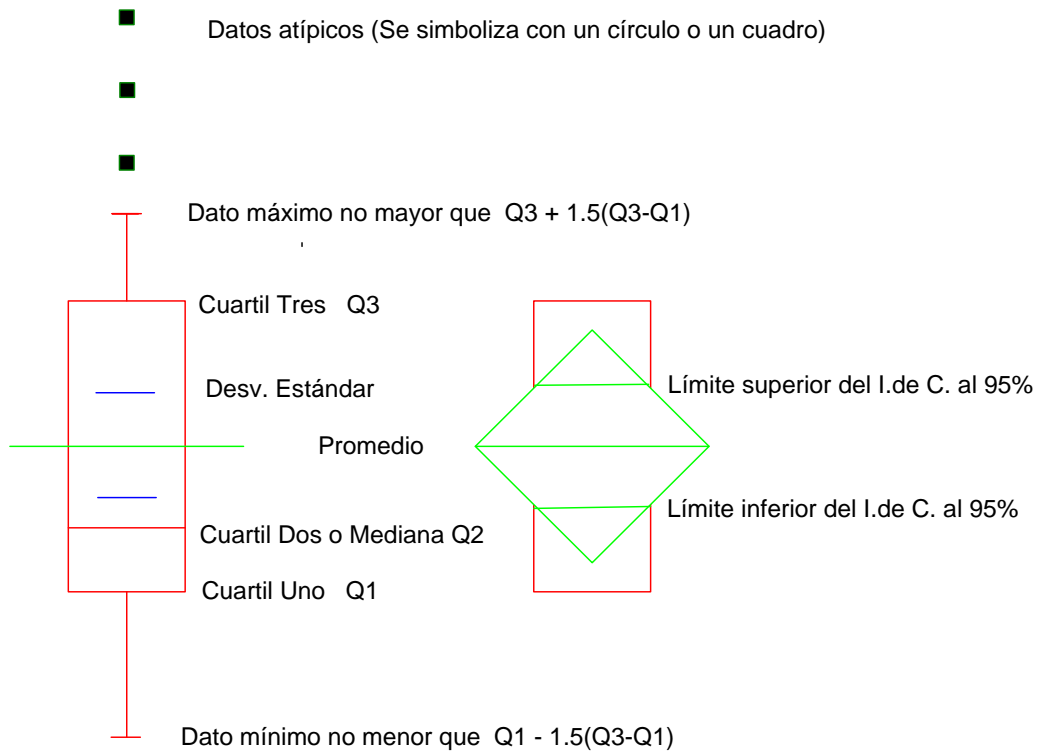 Datos atípicos (Se simboliza con un círculo o un cuadro)
Dato máximo no mayor que Q3 + 1.5(Q3-Q1)
Cuartil Tres Q3
Desv. Estándar
Límite superior del I.de C. al 95%
Promedio
Límite inferior del I.de C. al 95%
Cuartil Dos o Mediana Q2
Cuartil Uno Q1
Dato mínimo no menor que Q1 - 1.5(Q3-Q1)